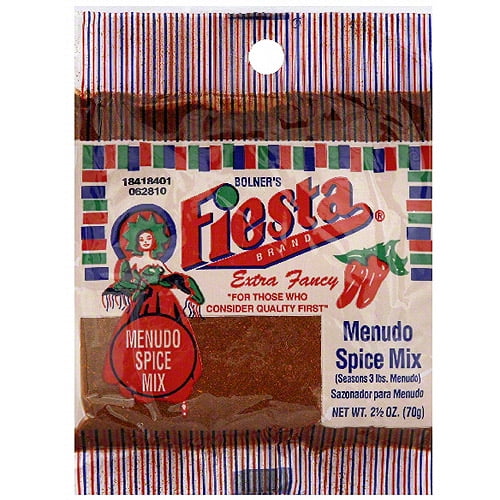 18418401
062810
BOLNER'S
Fiesta®
BRAND
Extra Fancy
"FOR THOSE WHO
CONSIDER QUALITY FIRST"
MENUDO
SPICE
MIX
Menudo
Spice Mix
(Seasons 3 lbs. Menudo)
Sazonador para Menudo
NET WT. 2½ OZ. (70g)